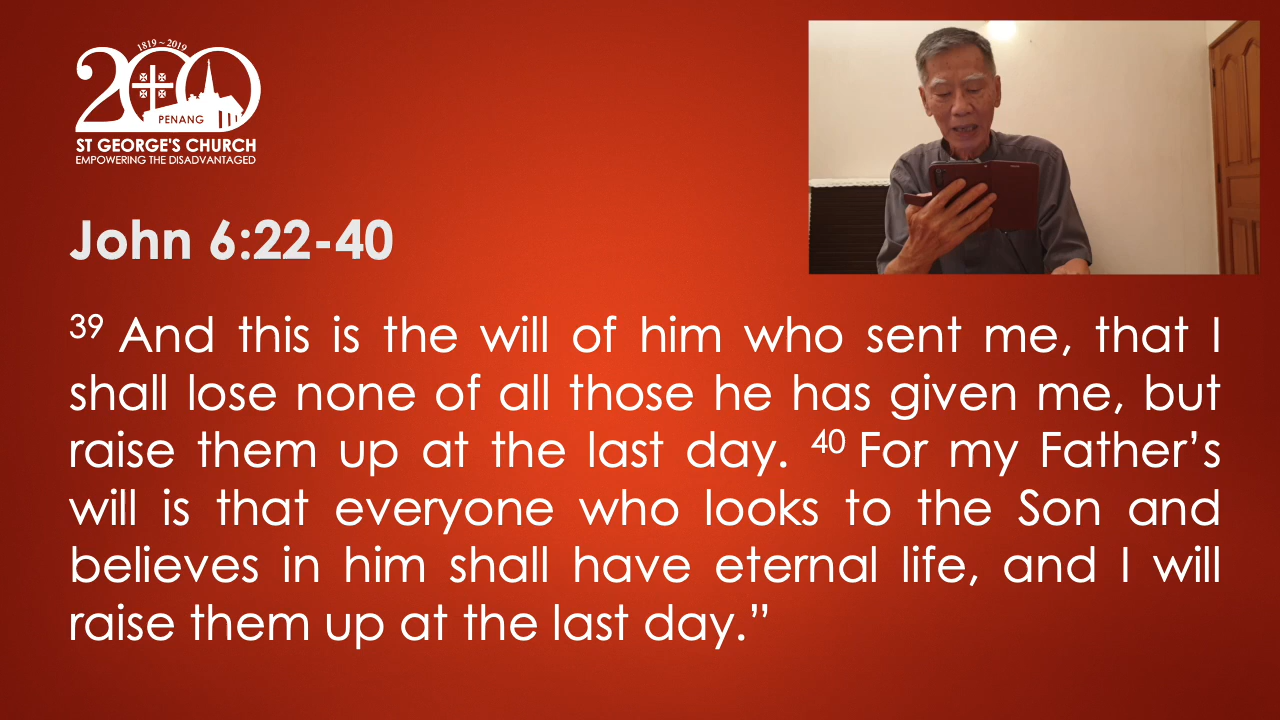 1819 ~ 2019
200
PENANG
ST GEORGE'S CHURCH
EMPOWERING THE DISADVANTAGED
John 6:22-40
39 And this is the will of him who sent me, that I
shall lose none of all those he has given me, but
raise them up at the last day. 40 For my Father’s
will is that everyone who looks to the Son and
believes in him shall have eternal life, and I will
raise them up at the last day.”